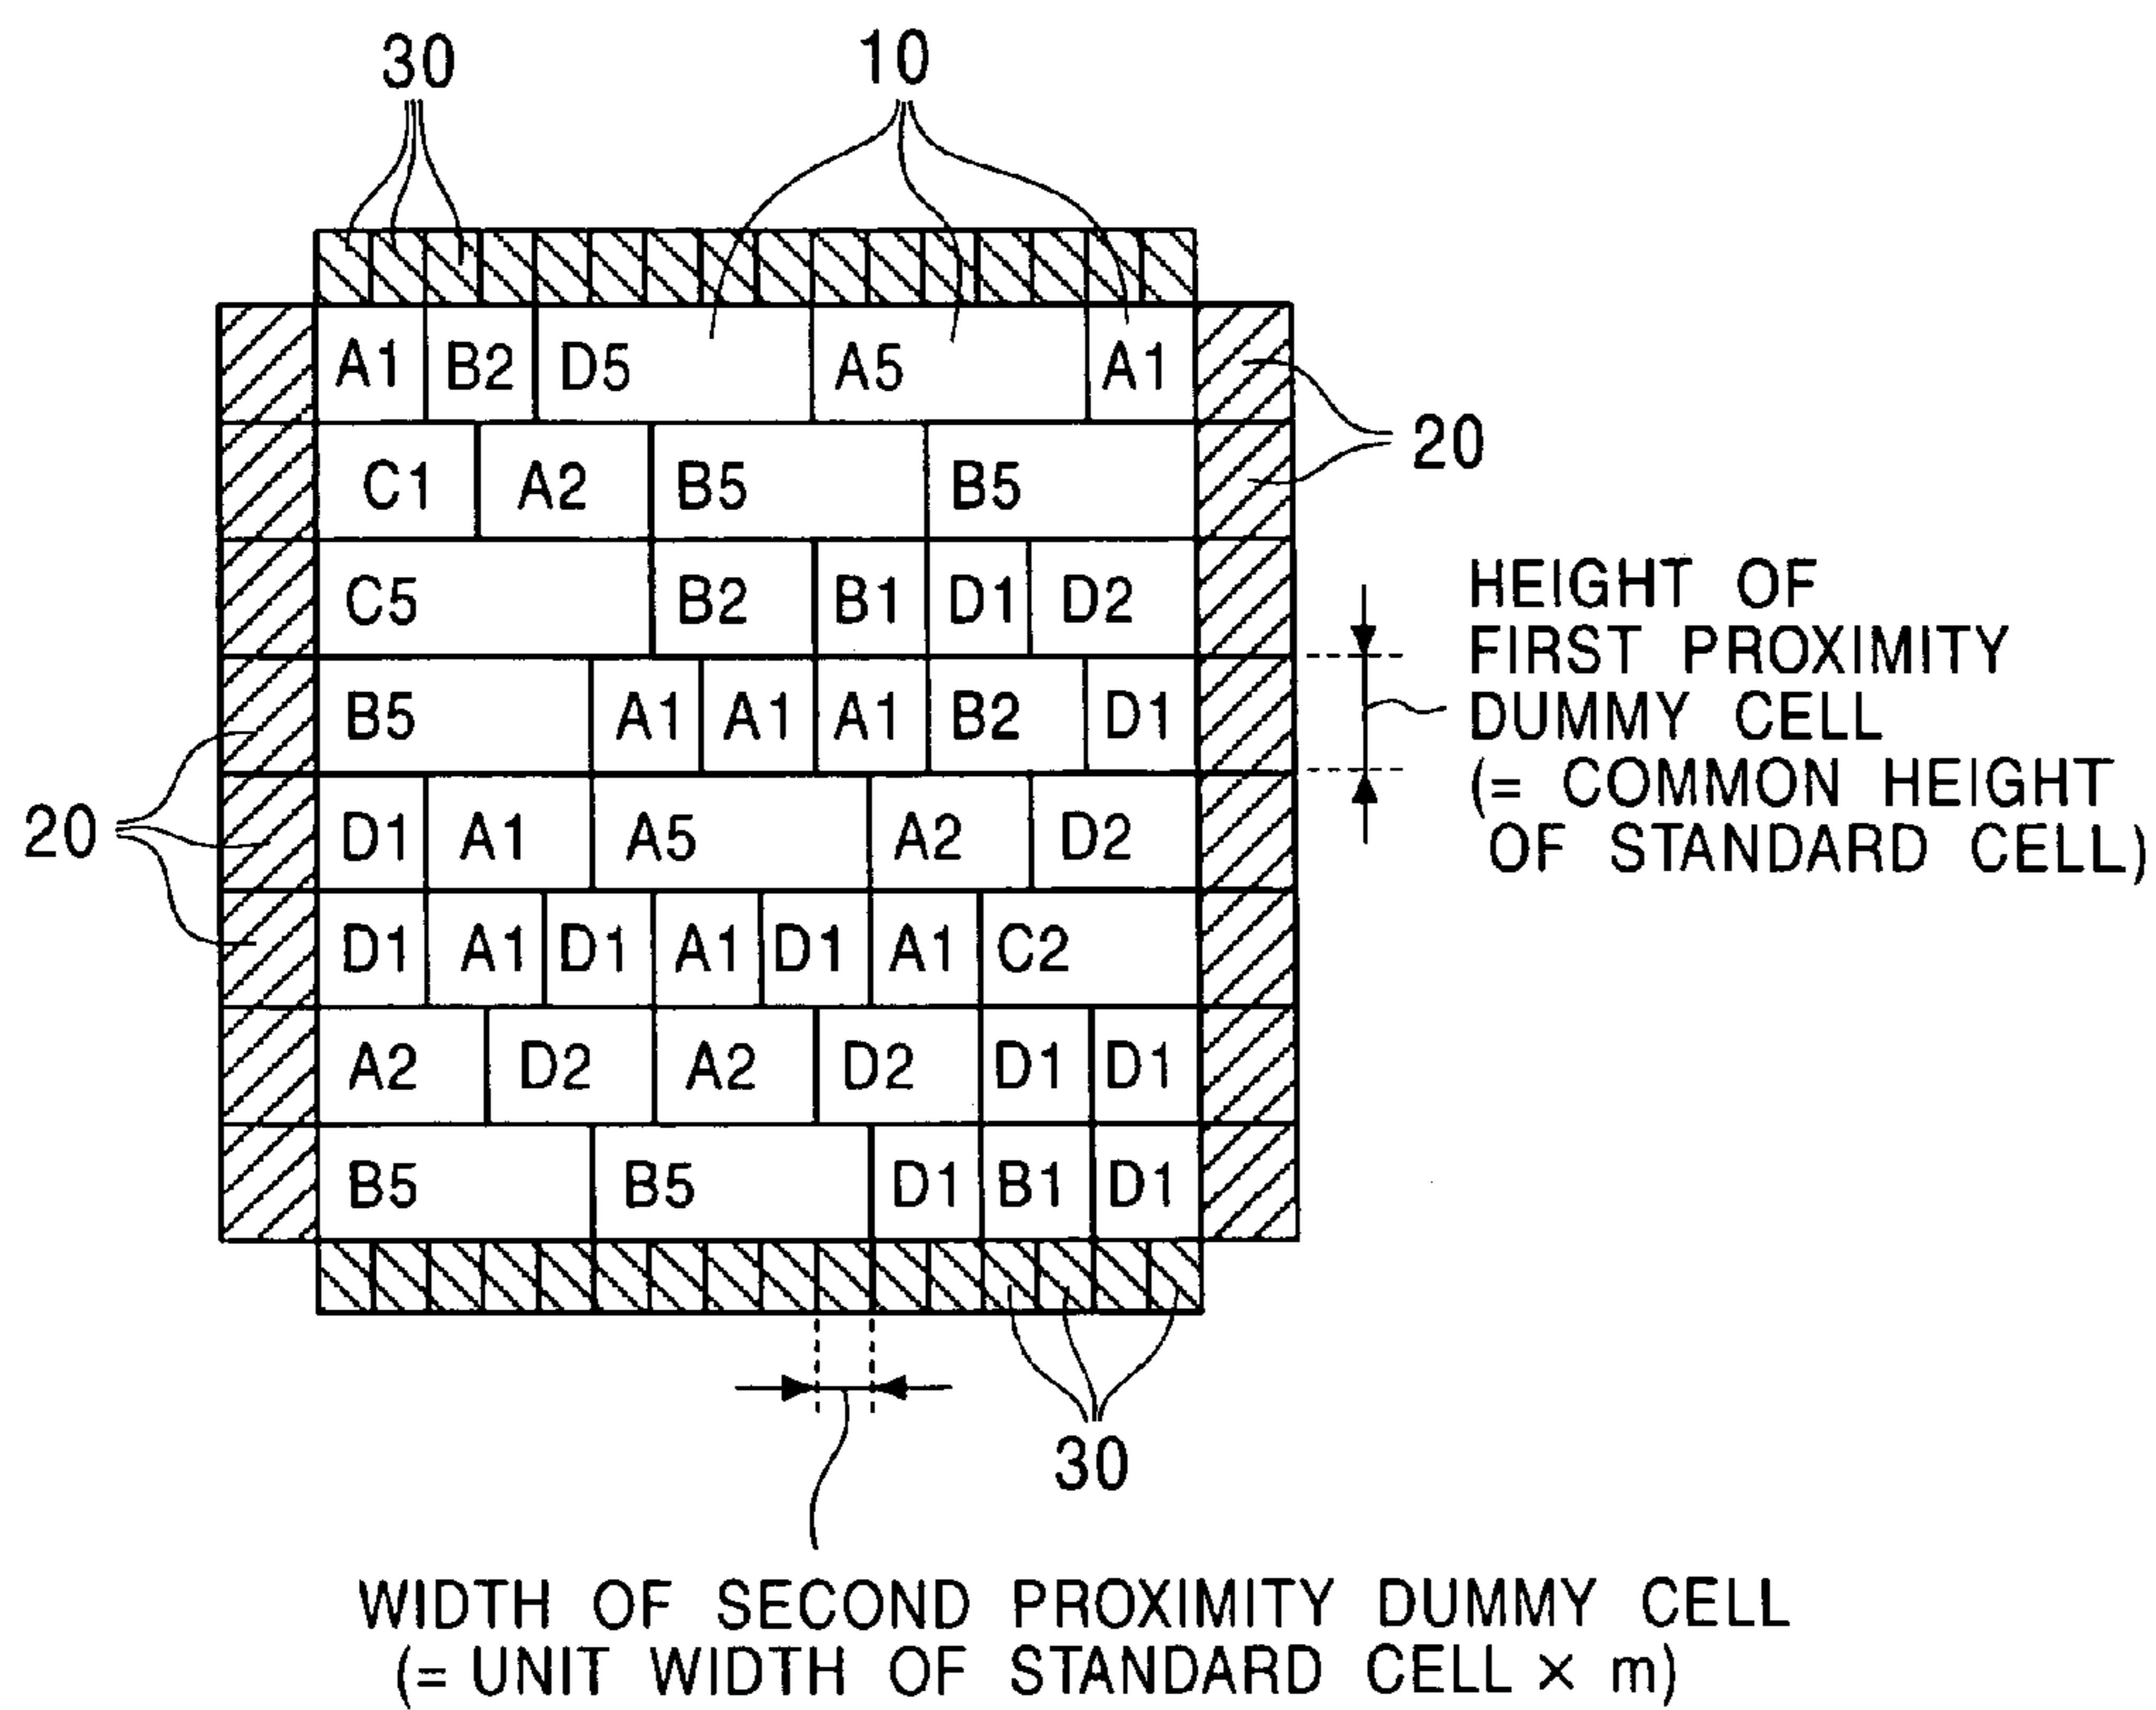 30 10
A1 B2 D5 A5 A1
20
C1 A2 B5 B5
C5 B2 B1 D1 D2
HEIGHT OF
FIRST PROXIMITY
DUMMY CELL
(= COMMON HEIGHT
OF STANDARD CELL)
B5 A1 A1 A1 B2 D1
20
D1 A1 A5 A2 D2
D1 A1 D1 A1 D1 A1 C2
A2 D2 A2 D2 D1 D1
B5 B5 D1 B1 D1
30
WIDTH OF SECOND PROXIMITY DUMMY CELL
(= UNIT WIDTH OF STANDARD CELL × m)